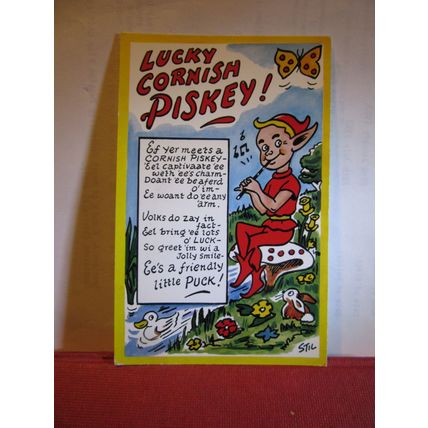 LUCKY
CORNISH
PISKEY!
Ef yer meets a
CORNISH PISKEY-
Eel captivaate 'ee
weth 'ee's charm-
Doant 'ee be aferd
o' im-
Ee woant do'ee any
'arm.
Volks do zay in
fact-
Eel bring 'ee lots
o' LUCK-
So greet 'im wi a
Jolly smile-
Ee's a friendly
little PUCK!
STIL